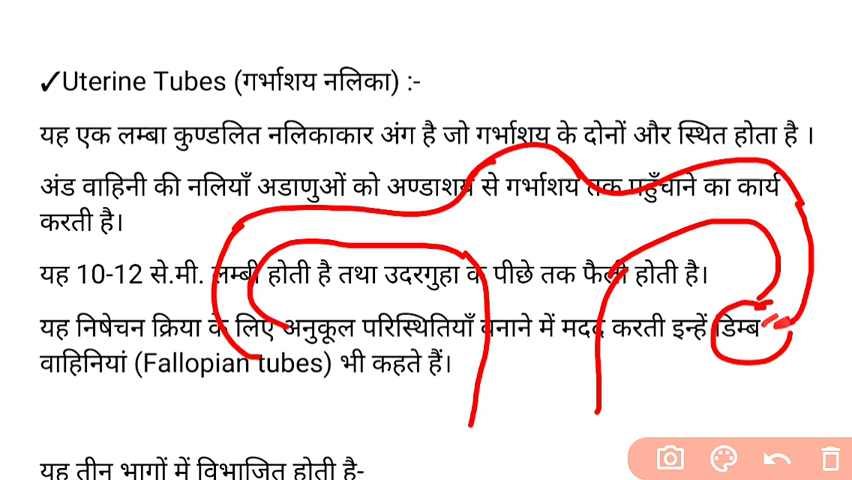 ✓Uterine Tubes (गर्भाशय नलिका) :-
यह एक लम्बा कुण्डलित नलिकाकार अंग है जो गर्भाशय के दोनों और स्थित होता है ।
अंड वाहिनी की नलियाँ अडाणुओं को अण्डाशय से गर्भाशय तक पहुँचाने का कार्य
करती है।
यह 10-12 से.मी. लम्बी होती है तथा उदरगुहा के पीछे तक फैली होती है।
यह निषेचन क्रिया के लिए अनुकूल परिस्थितियाँ बनाने में मदद करती इन्हें डिम्ब
वाहिनियां (Fallopian tubes) भी कहते हैं।
यह तीन भागों में विभाजित होती है-